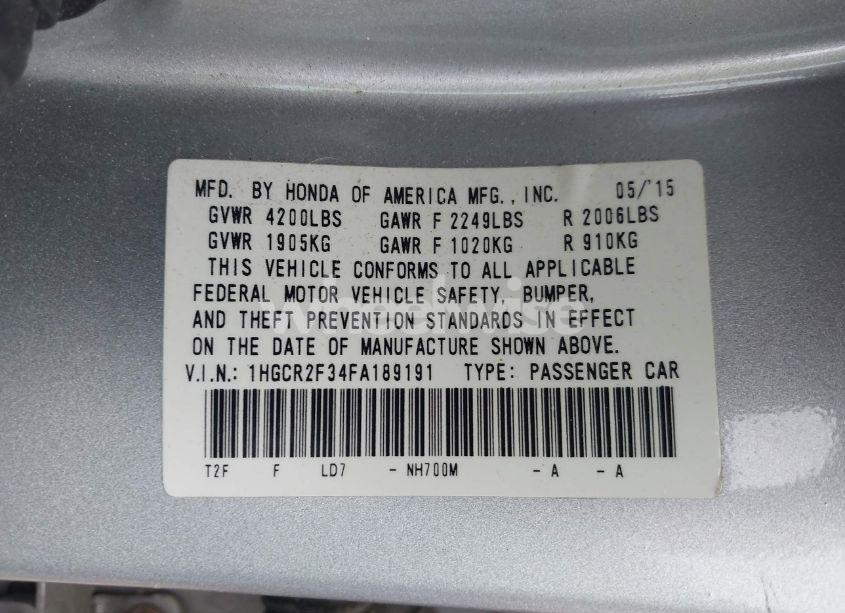 MFD. BY HONDA OF AMERICA MFG., INC. 05/'15
GVWR 4200LBS GAWR F 2249LBS R 2006LBS
GVWR 1905KG GAWR F 1020KG R 910KG
THIS VEHICLE CONFORMS TO ALL APPLICABLE
FEDERAL MOTOR VEHICLE SAFETY, BUMPER,
AND THEFT PREVENTION STANDARDS IN EFFECT
ON THE DATE OF MANUFACTURE SHOWN ABOVE.
V.I.N.: 1HGCR2F34FA189191 TYPE: PASSENGER CAR
T2F F LD7 - NH700M - A - A